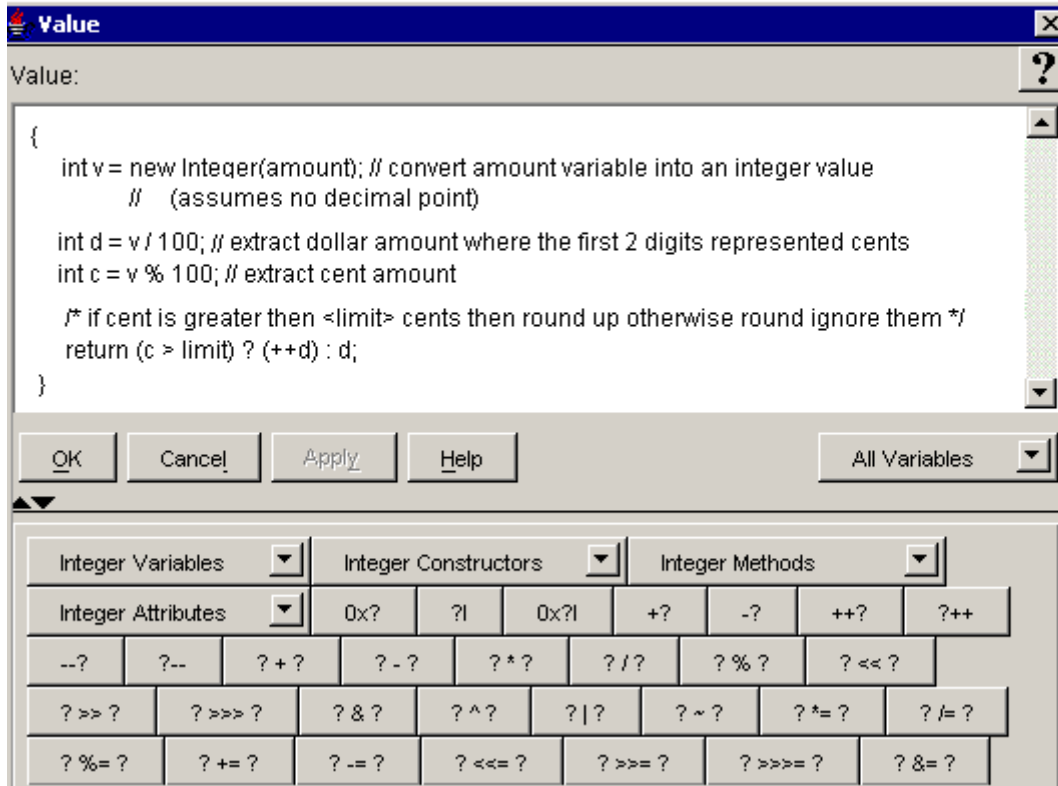 Value
Value:
?
{
int v = new Integer(amount); // convert amount variable into an integer value
// (assumes no decimal point)
int d = v / 100; // extract dollar amount where the first 2 digits represented cents
int c = v % 100; // extract cent amount
/* if cent is greater then <limit> cents then round up otherwise round ignore them */
return (c > limit) ? (++d) : d;
}
OK Cancel Apply Help All Variables
Integer Variables Integer Constructors Integer Methods
Integer Attributes 0x? ?l 0x?l +? -? ++? ?++
--? ?-- ? + ? ? - ? ? * ? ? / ? ? % ? ? << ?
? >> ? ? >>> ? ? & ? ? ^ ? ? | ? ? ~ ? ? *= ? ? /= ?
? %= ? ? += ? ? -= ? ? <<= ? ? >>= ? ? >>>= ? ? &= ?